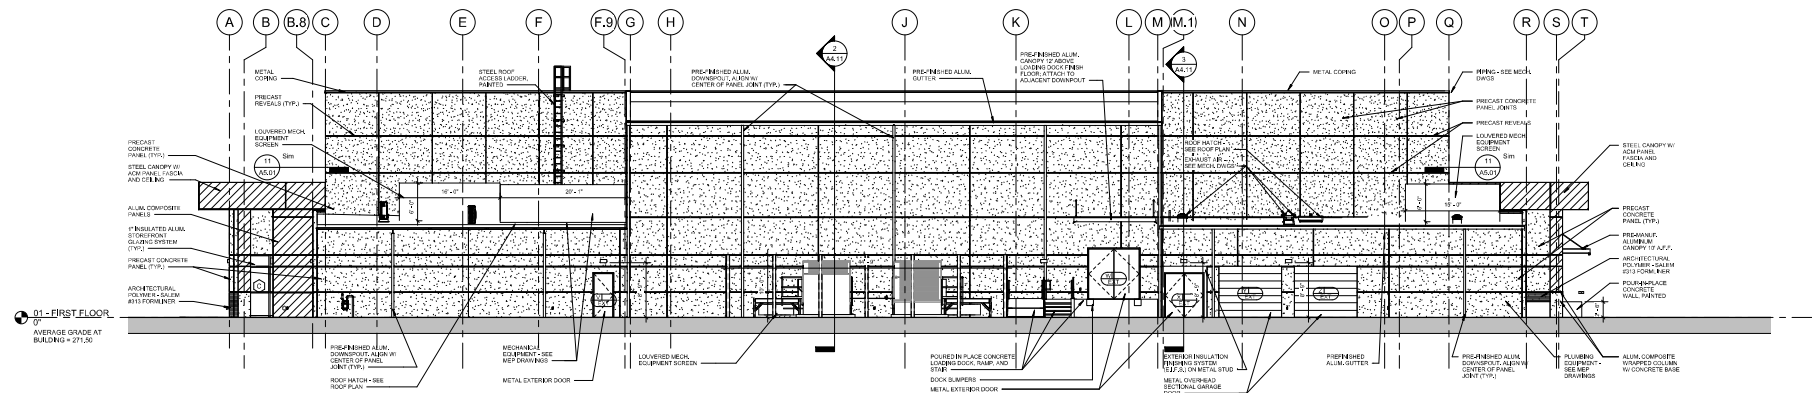 A
B
B.8
C
D
E
F
F.9
G
H
J
K
L
M
M.1
N
O
P
Q
R
S
T
2
A4.11
3
A4.11
METAL
COPING
PRECAST
REVEALS (TYP.)
LOUVERED MECH.
EQUIPMENT
SCREEN
11
A5.01
Sim
PRECAST
CONCRETE
PANEL (TYP.)
STEEL CANOPY W/
ACM PANEL FASCIA
AND CEILING
ALUM. COMPOSITE
PANELS
1" INSULATED ALUM.
STOREFRONT
GLAZING SYSTEM
(TYP.)
PRECAST CONCRETE
PANEL (TYP.)
ARCHITECTURAL
POLYMER - SALEM
#313 FORMLINER
01 - FIRST FLOOR
0"
AVERAGE GRADE AT
BUILDING = 271.50
STEEL ROOF
ACCESS LADDER,
PAINTED
PRE-FINISHED ALUM.
DOWNSPOUT, ALIGN W/
CENTER OF PANEL JOINT (TYP.)
PRE-FINISHED ALUM.
GUTTER
PRE-FINISHED ALUM.
CANOPY 12' ABOVE
LOADING DOCK FINISH
FLOOR; ATTACH TO
ADJACENT DOWNPOUT
METAL COPING
PIPING - SEE MECH.
DWGS
PRECAST CONCRETE
PANEL JOINTS
PRECAST REVEALS
LOUVERED MECH
EQUIPMENT
SCREEN
11
A5.01
Sim
ROOF HATCH -
SEE ROOF PLAN
EXHAUST AIR -
SEE MECH. DWGS
STEEL CANOPY W/
ACM PANEL
FASCIA AND
CEILING
PRECAST
CONCRETE
PANEL (TYP.)
PRE-MANUF.
ALUMINUM
CANOPY 10' A.F.F.
ARCHITECTURAL
POLYMER - SALEM
#313 FORMLINER
POUR-IN-PLACE
CONCRETE
WALL, PAINTED
16' - 0"
20' - 1"
C
PRE-FINISHED ALUM.
DOWNSPOUT. ALIGN W/
CENTER OF PANEL
JOINT (TYP.)
ROOF HATCH - SEE
ROOF PLAN
MECHANICAL
EQUIPMENT - SEE
MEP DRAWINGS
METAL EXTERIOR DOOR
LOUVERED MECH.
EQUIPMENT SCREEN
POURED IN PLACE CONCRETE
LOADING DOCK, RAMP, AND
STAIR
DOCK BUMPERS
METAL EXTERIOR DOOR
EXTERIOR INSULATION
FINISHING SYSTEM
(E.I.F.S.) ON METAL STUD
METAL OVERHEAD
SECTIONAL GARAGE
DOOR
PREFINISHED
ALUM. GUTTER
PRE-FINISHED ALUM.
DOWNSPOUT, ALIGN W/
CENTER OF PANEL
JOINT (TYP.)
PLUMBING
EQUIPMENT -
SEE MEP
DRAWINGS
ALUM. COMPOSITE
WRAPPED COLUMN
W/ CONCRETE BASE